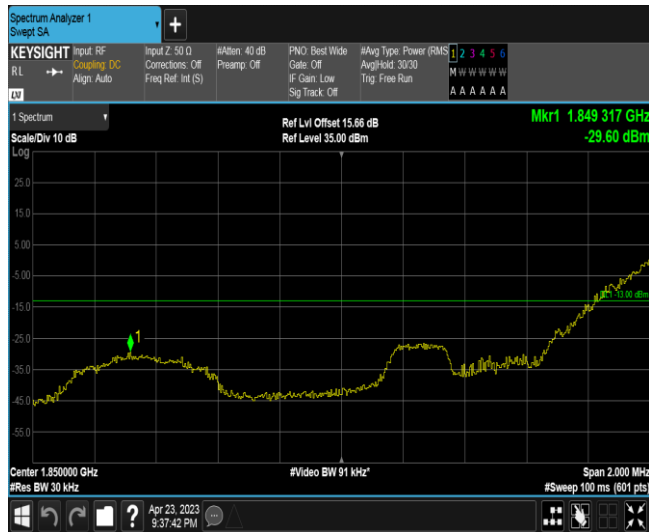 Spectrum Analyzer 1
Swept SA
+
KEYSIGHT
RL
LXI
Input: RF
Coupling: DC
Align: Auto
Input Z: 50 Ω
Corrections: Off
Freq Ref: Int (S)
#Atten: 40 dB
Preamp: Off
PNO: Best Wide
Gate: Off
IF Gain: Low
Sig Track: Off
#Avg Type: Power (RMS
Avg|Hold: 30/30
Trig: Free Run
1 2 3 4 5 6
M W W W W W
A A A A A A
1 Spectrum
Scale/Div 10 dB
Ref Lvl Offset 15.66 dB
Ref Level 35.00 dBm
Mkr1 1.849 317 GHz
-29.60 dBm
Log
25.0
15.0
5.00
-5.00
-15.0
-25.0
-35.0
-45.0
-55.0
1
DL1 -13.00 dBm
Center 1.850000 GHz
#Res BW 30 kHz
#Video BW 91 kHz*
Span 2.000 MHz
#Sweep 100 ms (601 pts)
?
Apr 23, 2023
9:37:42 PM